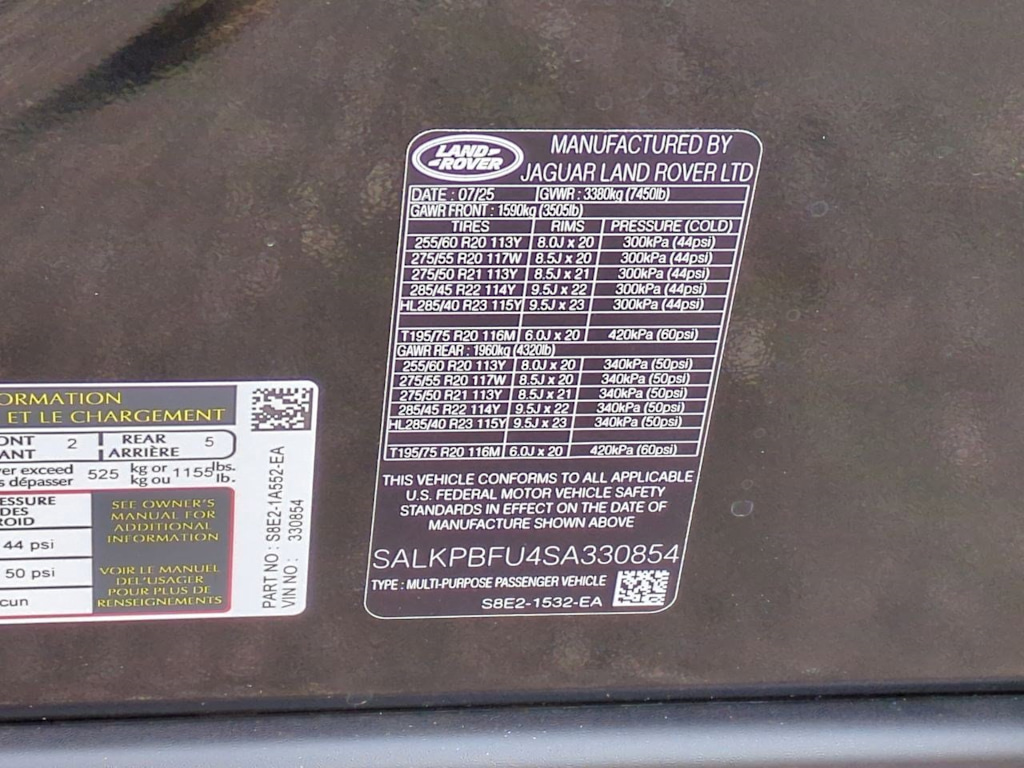 LAND-
-ROVER
MANUFACTURED BY
JAGUAR LAND ROVER LTD
DATE : 07/25 GVWR : 3380kg (7450lb)
GAWR FRONT : 1590kg (3505lb)
TIRES RIMS PRESSURE (COLD)
255/60 R20 113Y 8.0J x 20 300kPa (44psi)
275/55 R20 117W 8.5J x 20 300kPa (44psi)
275/50 R21 113Y 8.5J x 21 300kPa (44psi)
285/45 R22 114Y 9.5J x 22 300kPa (44psi)
HL285/40 R23 115Y 9.5J x 23 300kPa (44psi)
T195/75 R20 116M 6.0J x 20 420kPa (60psi)
GAWR REAR : 1960kg (4320lb)
255/60 R20 113Y 8.0J x 20 340kPa (50psi)
275/55 R20 117W 8.5J x 20 340kPa (50psi)
275/50 R21 113Y 8.5J x 21 340kPa (50psi)
285/45 R22 114Y 9.5J x 22 340kPa (50psi)
HL285/40 R23 115Y 9.5J x 23 340kPa (50psi)
T195/75 R20 116M 6.0J x 20 420kPa (60psi)
THIS VEHICLE CONFORMS TO ALL APPLICABLE
U.S. FEDERAL MOTOR VEHICLE SAFETY
STANDARDS IN EFFECT ON THE DATE OF
MANUFACTURE SHOWN ABOVE
SALKPBFU4SA330854
TYPE : MULTI-PURPOSE PASSENGER VEHICLE
S8E2-1532-EA
ORMATION
ET LE CHARGEMENT
ONT 2 REAR 5
ANT ARRIÈRE
er exceed 525 kg or 1155 lbs.
s dépasser kg ou lb.
ESSURE
DES
ROID
44 psi
50 psi
cun
SEE OWNER'S
MANUAL FOR
ADDITIONAL
INFORMATION
VOIR LE MANUEL
DEL'USAGER
POUR PLUS DE
RENSEIGNEMENTS
PART NO : S8E2-1A552-EA
VIN NO : 330854